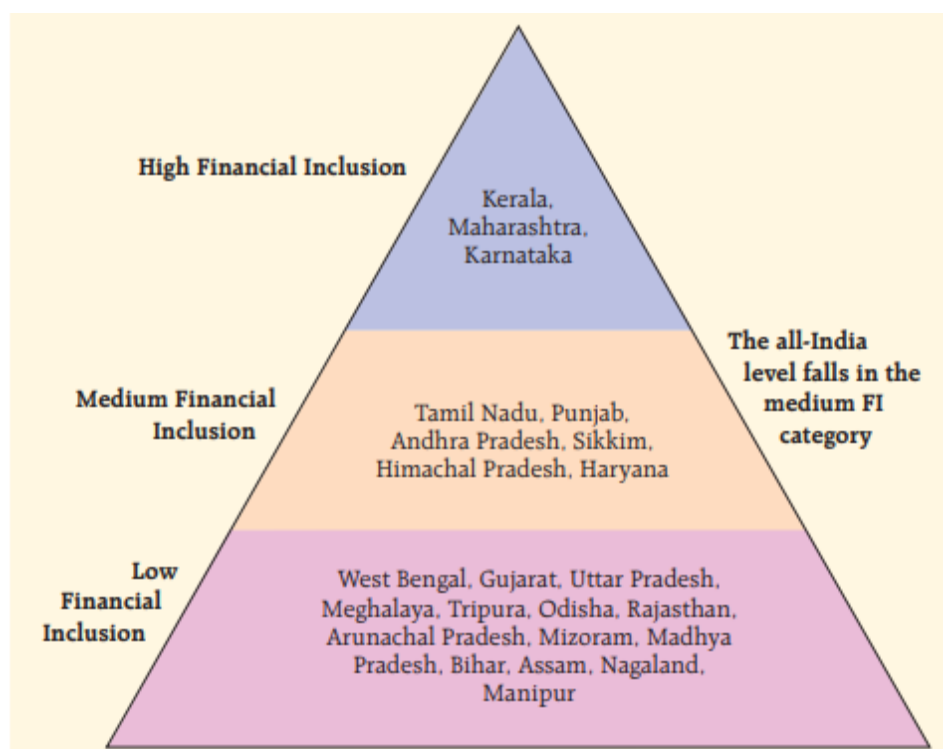 High Financial Inclusion
Kerala,
Maharashtra,
Karnataka
The all-India
level falls in the
medium FI
category
Medium Financial
Inclusion
Tamil Nadu, Punjab,
Andhra Pradesh, Sikkim,
Himachal Pradesh, Haryana
Low
Financial
Inclusion
West Bengal, Gujarat, Uttar Pradesh,
Meghalaya, Tripura, Odisha, Rajasthan,
Arunachal Pradesh, Mizoram, Madhya
Pradesh, Bihar, Assam, Nagaland,
Manipur